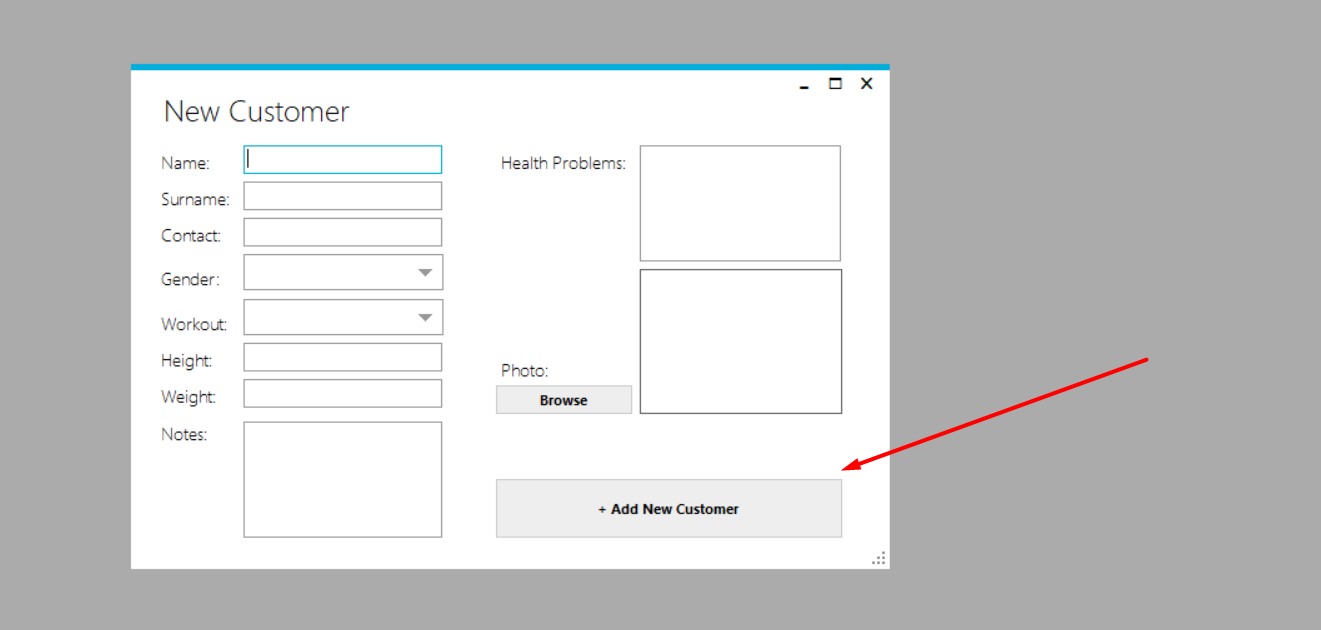 New Customer
Name:
Surname:
Contact:
Gender:
Workout:
Height:
Weight:
Notes:
Health Problems:
Photo:
Browse
+ Add New Customer